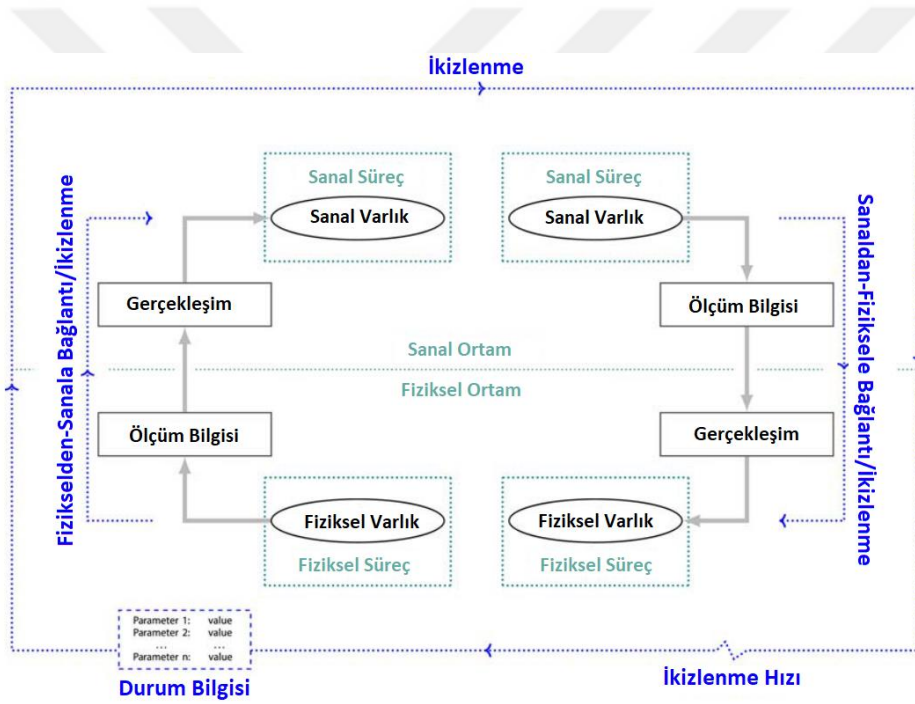 İkizlenme
Sanal Süreç
Sanal Varlık
Sanal Süreç
Sanal Varlık
Fizikselden-Sanala Bağlantı/İkizlenme
Sanaldan-Fiziksele Bağlantı/İkizlenme
Gerçekleşim
Ölçüm Bilgisi
Sanal Ortam
Fiziksel Ortam
Ölçüm Bilgisi
Gerçekleşim
Fiziksel Varlık
Fiziksel Süreç
Fiziksel Varlık
Fiziksel Süreç
Parameter 1: value
Parameter 2: value
... ...
Parameter n: value
Durum Bilgisi
İkizlenme Hızı